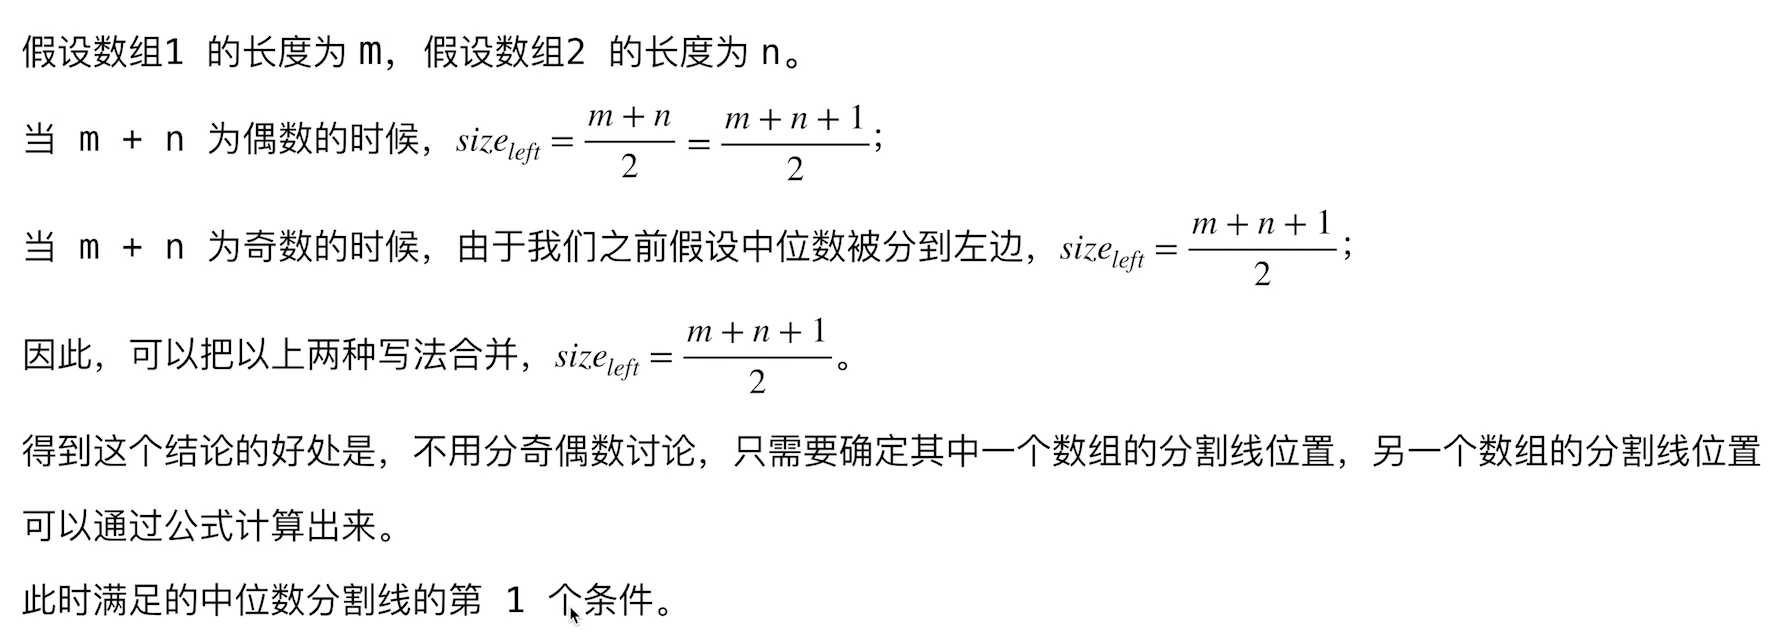 假设数组1 的长度为 m，假设数组2 的长度为 n。
当 m + n 为偶数的时候，size_left = \frac{m + n}{2} = \frac{m + n + 1}{2}；
当 m + n 为奇数的时候，由于我们之前假设中位数被分到左边，size_left = \frac{m + n + 1}{2}；
因此，可以把以上两种写法合并，size_left = \frac{m + n + 1}{2}。
得到这个结论的好处是，不用分奇偶数讨论，只需要确定其中一个数组的分割线位置，另一个数组的分割线位置
可以通过公式计算出来。
此时满足的中位数分割线的第 1 个条件。